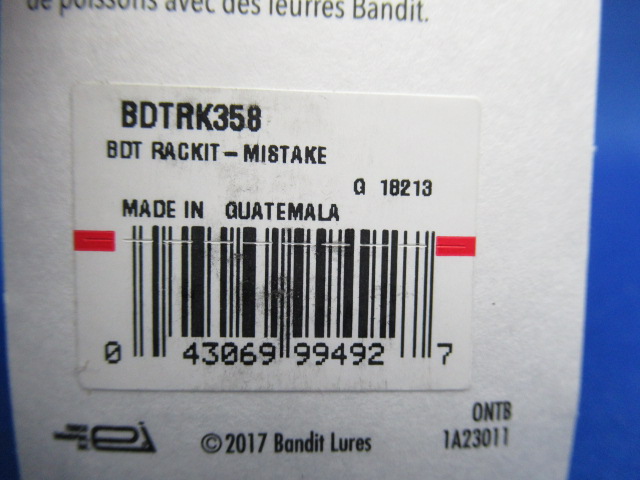 de poissons avec des leurres Bandit.
BDTRK358
BDT RACKIT - MISTAKE
G 18213
MADE IN GUATEMALA
0 43069 99492 7
ONTB
©2017 Bandit Lures 1A23011